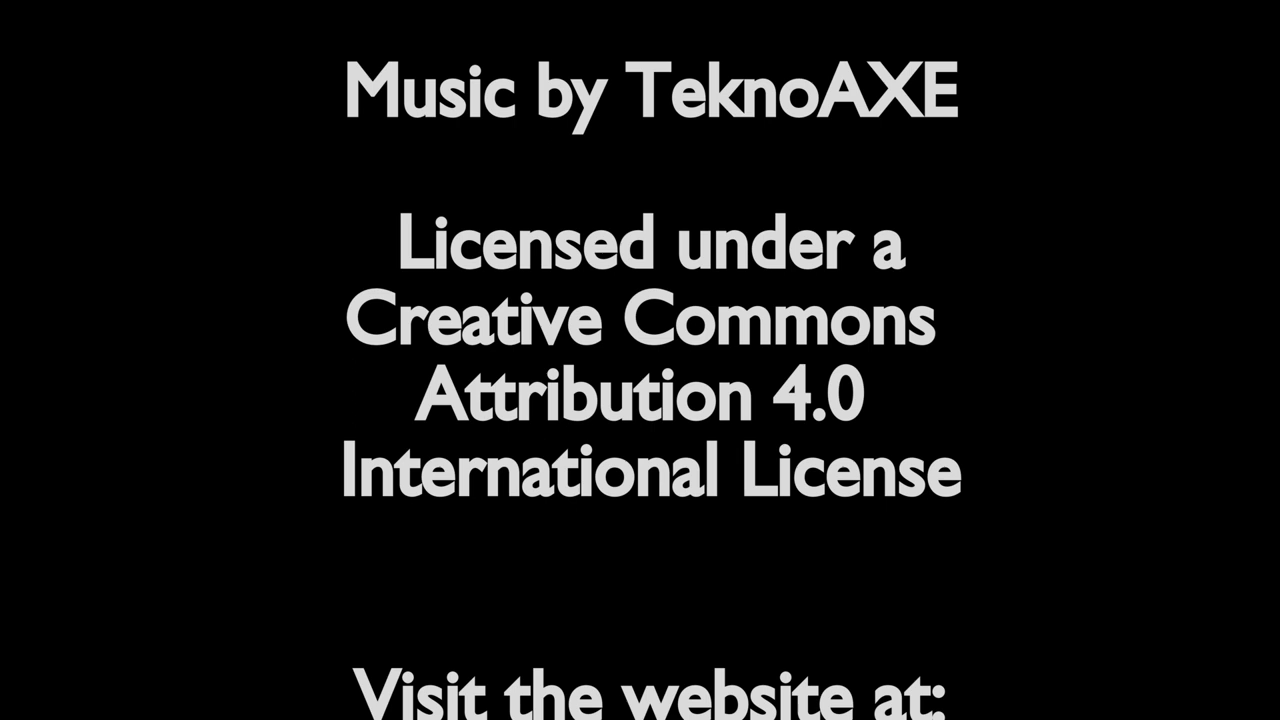 Music by TeknoAXE
Licensed under a
Creative Commons
Attribution 4.0
International License
Visit the website at: